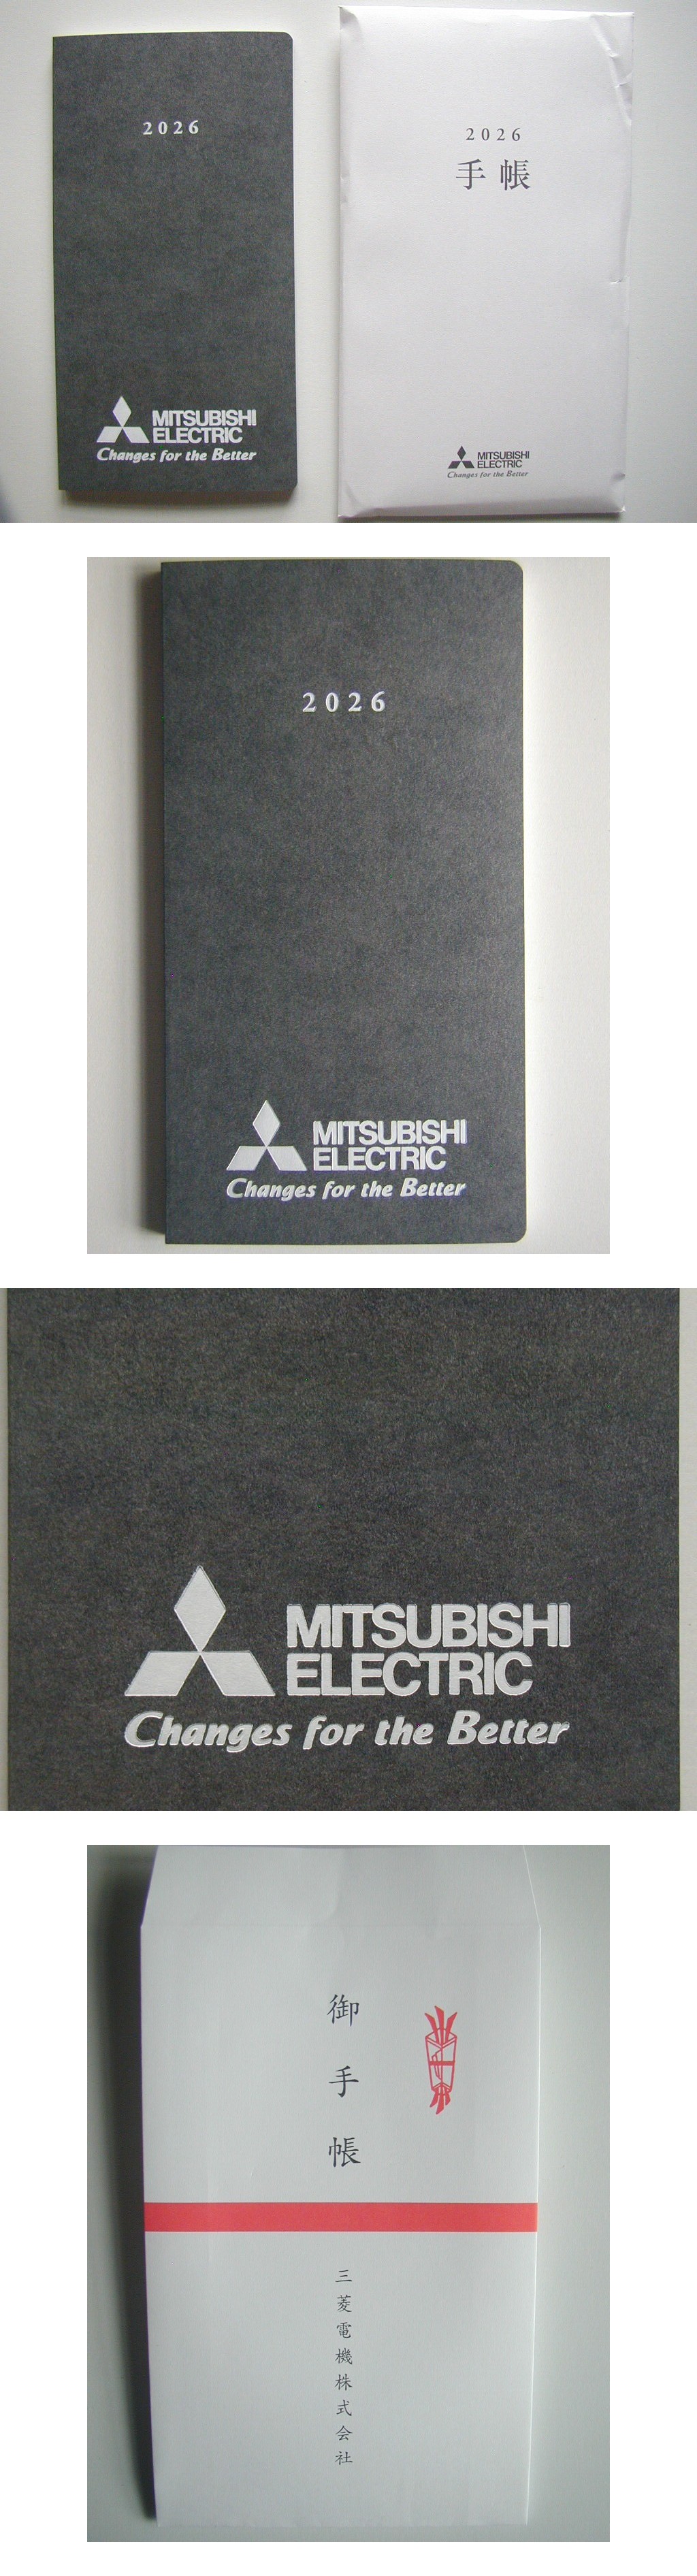 2026
MITSUBISHI
ELECTRIC
Changes for the Better
2026
手帳
MITSUBISHI
ELECTRIC
Changes for the Better
2026
MITSUBISHI
ELECTRIC
Changes for the Better
MITSUBISHI
ELECTRIC
Changes for the Better
御手帳
三菱電機株式会社